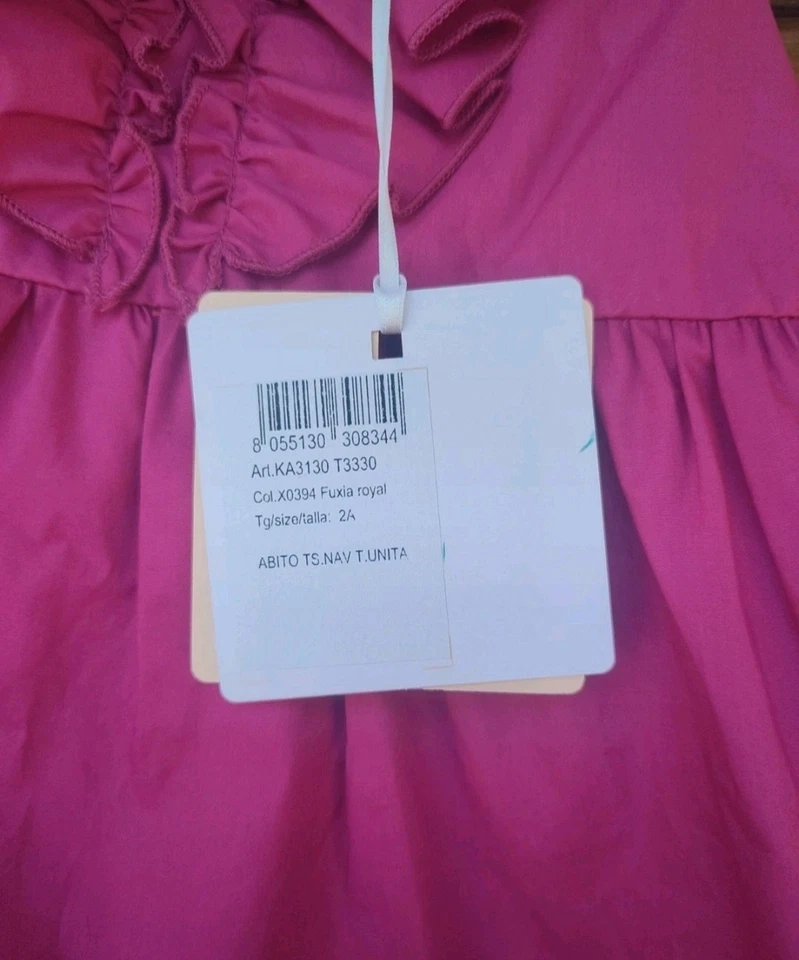 8 055130 308344
Art.KA3130 T3330
Col.X0394 Fuxia royal
Tg/size/talla: 2A
ABITO TS.NAV T.UNITA